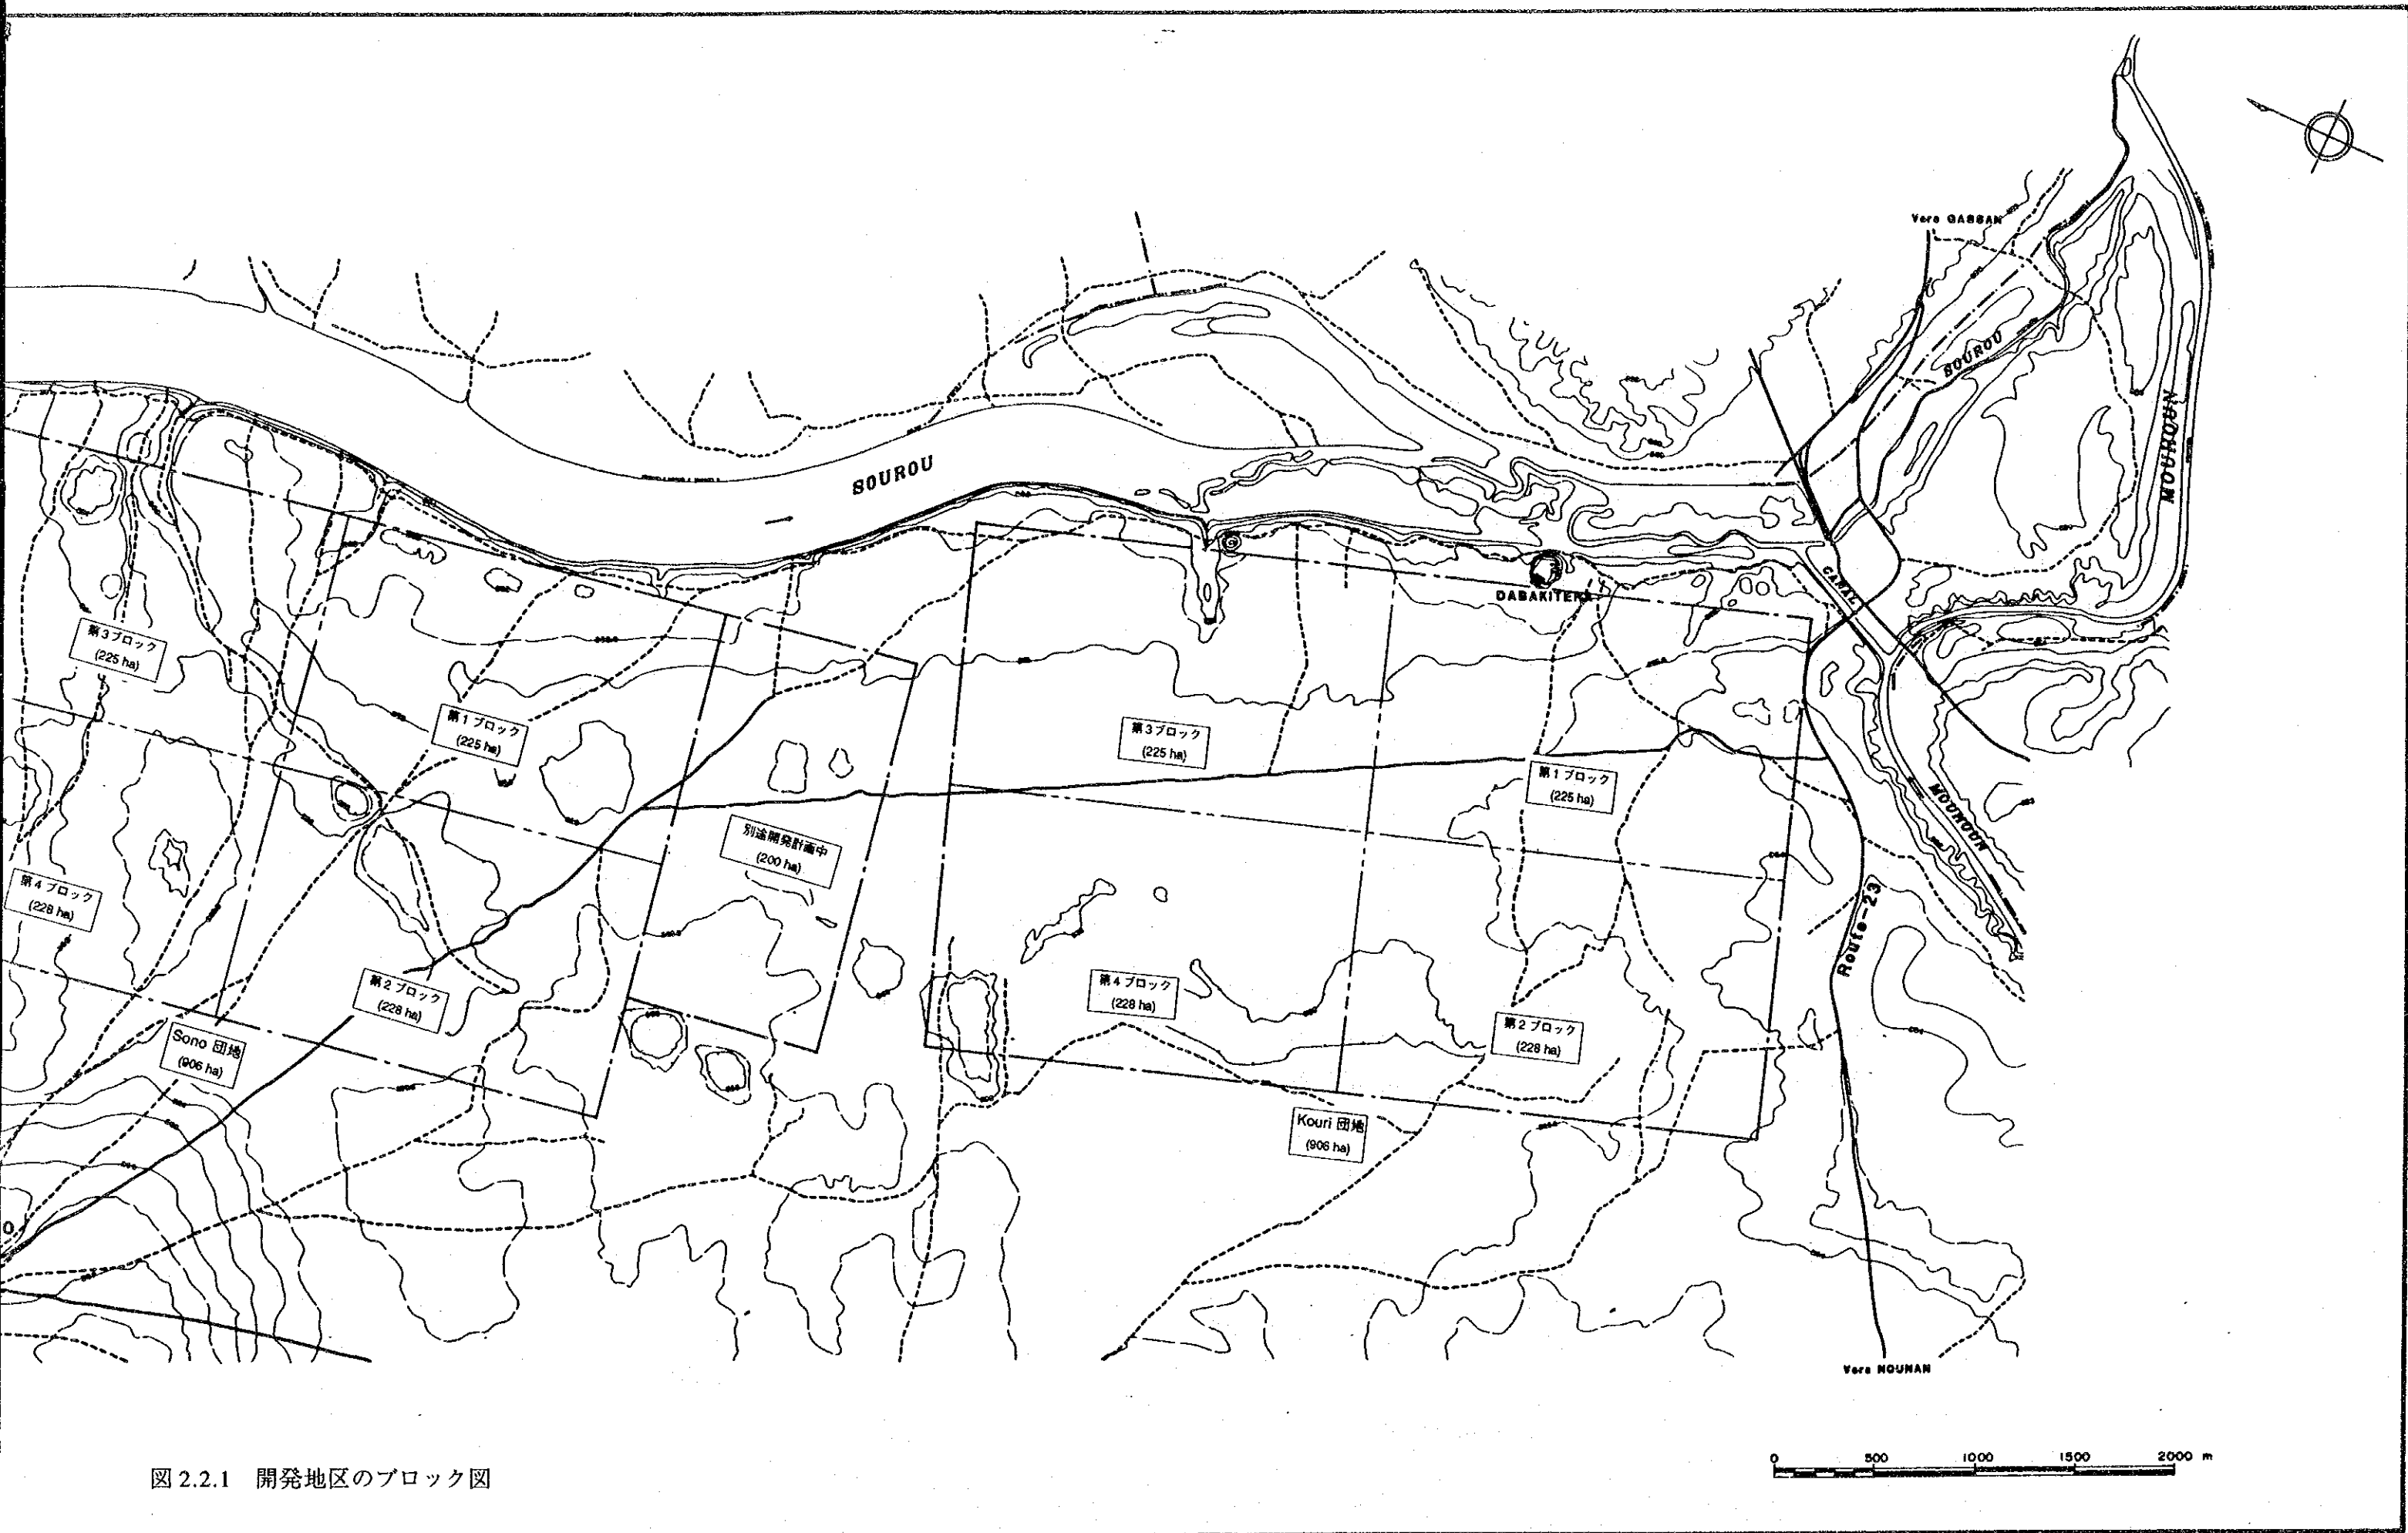 Vers GASSAN
SOUROU
MOUHOUN
SOUROU
CANAL
第3ブロック
(225 ha)
第1ブロック
(225 ha)
第3ブロック
(225 ha)
第1ブロック
(225 ha)
MOUHOUN
別途開発計画中
(200 ha)
第4ブロック
(228 ha)
Route-23
第2ブロック
(228 ha)
第4ブロック
(228 ha)
第2ブロック
(228 ha)
Sono 団地
(906 ha)
Kouri 団地
(906 ha)
O
Vers NOUNAN
0 500 1000 1500 2000 m
図 2.2.1 開発地区のブロック図